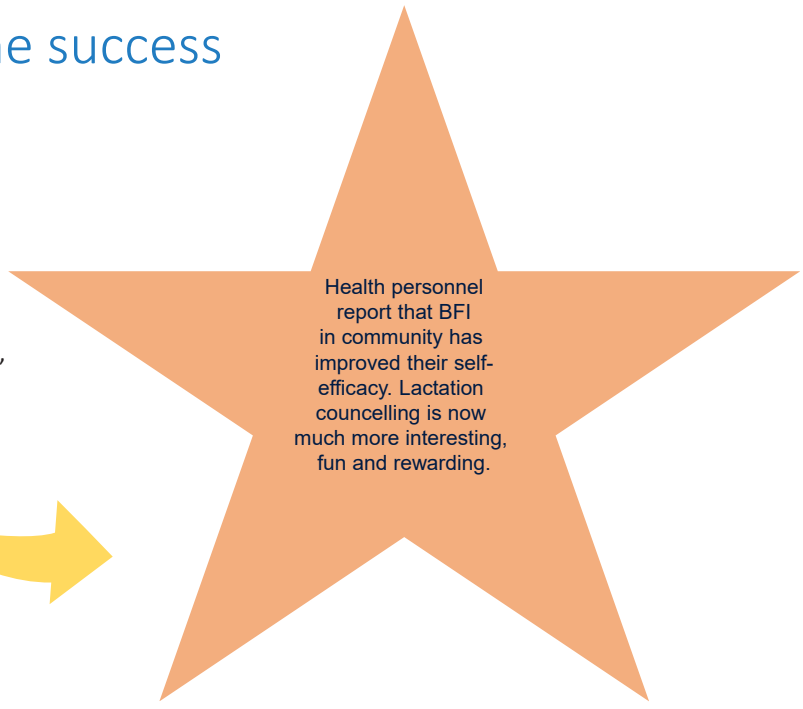 e success
,
Health personnel
report that BFI
in community has
improved their self-
efficacy. Lactation
councelling is now
much more interesting,
fun and rewarding.